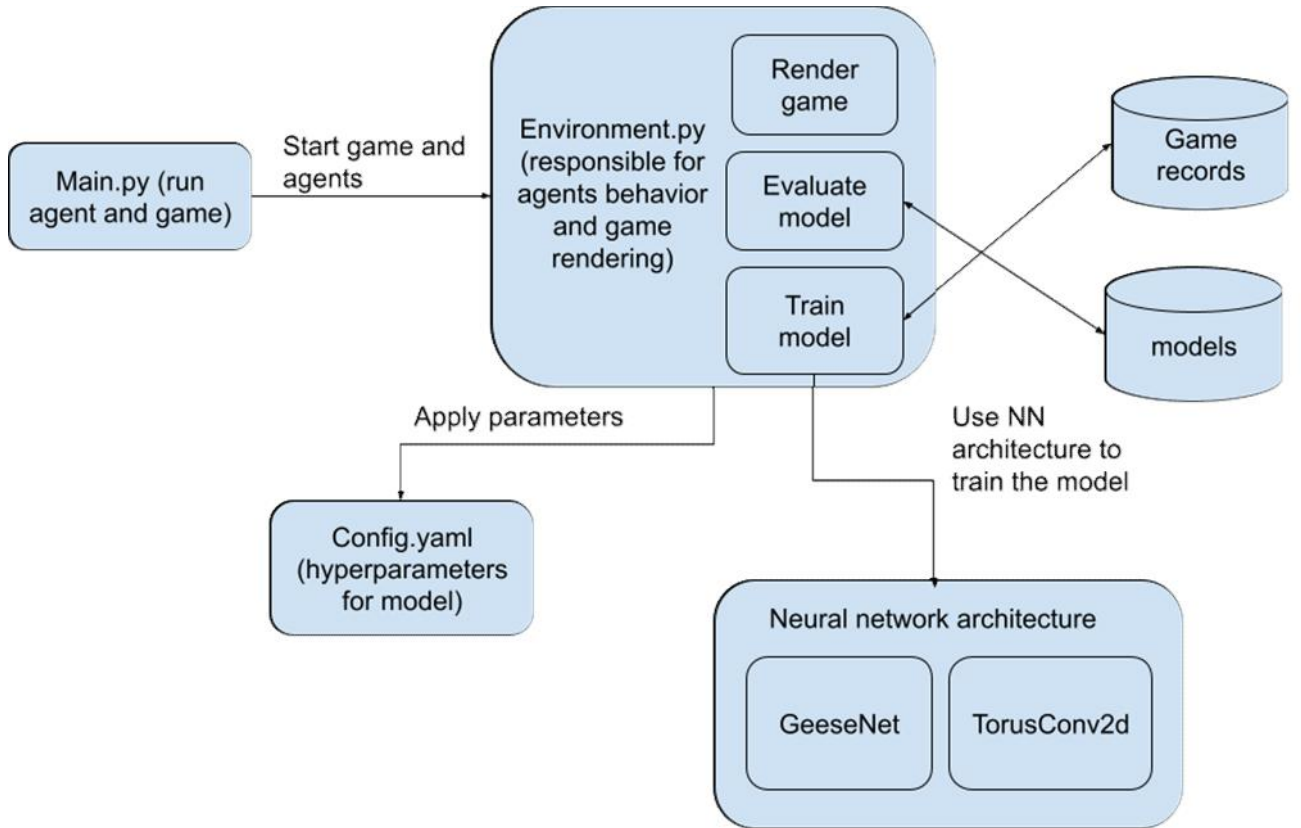 Render
game
Environment.py
(responsible for
agents behavior
and game
rendering)
Evaluate
model
Train
model
Game
records
models
Start game and
agents
Main.py (run
agent and game)
Apply parameters
Use NN
architecture to
train the model
Config.yaml
(hyperparameters
for model)
Neural network architecture
GeeseNet
TorusConv2d